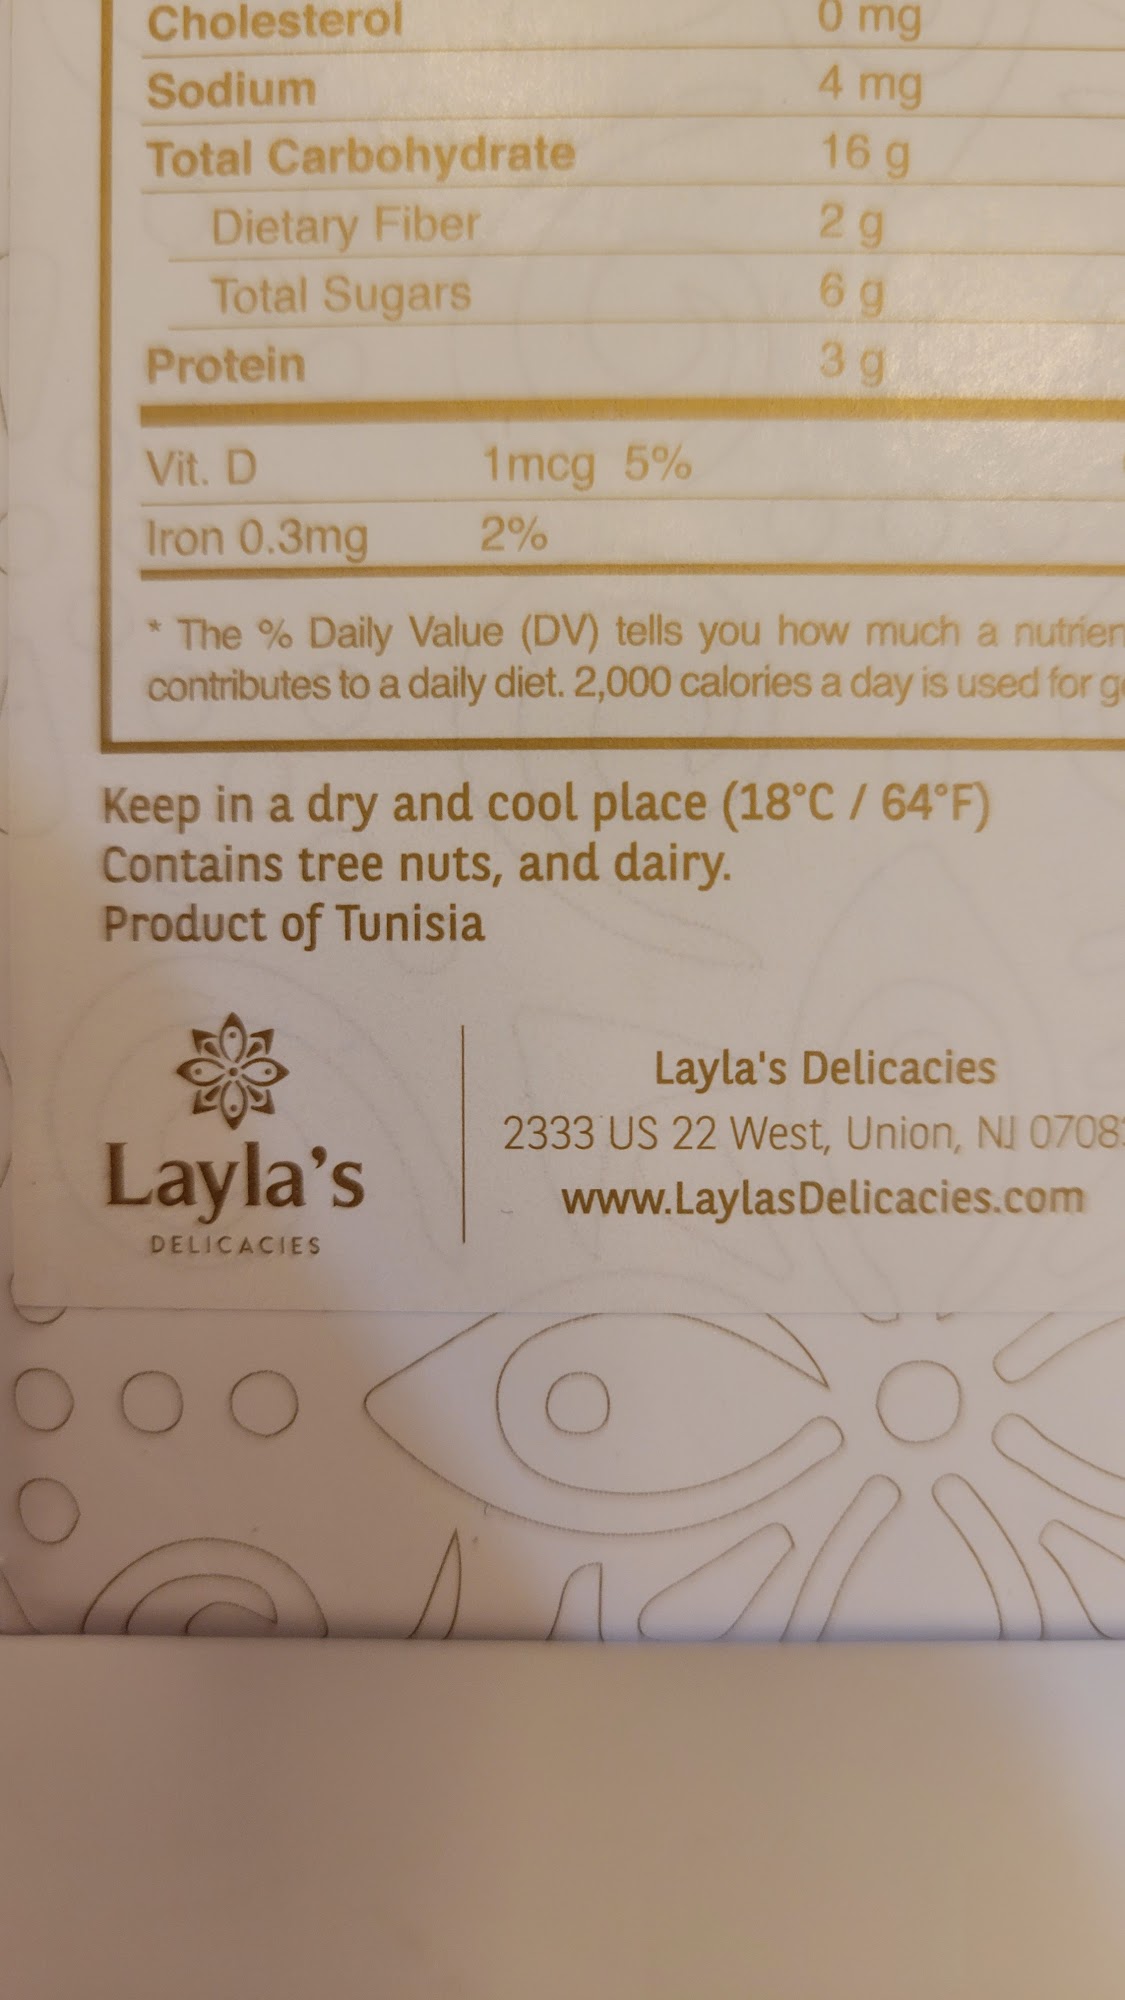 Cholesterol 0 mg
Sodium 4 mg
Total Carbohydrate 16 g
Dietary Fiber 2 g
Total Sugars 6 g
Protein 3 g
Vit. D 1mcg 5%
Iron 0.3mg 2%
* The % Daily Value (DV) tells you how much a
contributes to a daily diet. 2,000 calories a day is used for
Keep in a dry and cool place (18°C / 64°F)
Contains tree nuts, and dairy.
Product of Tunisia
Layla's Delicacies
2333 US 22 West, Union, NJ
www.LaylasDelicacies.com
Layla’s
DELICACIES